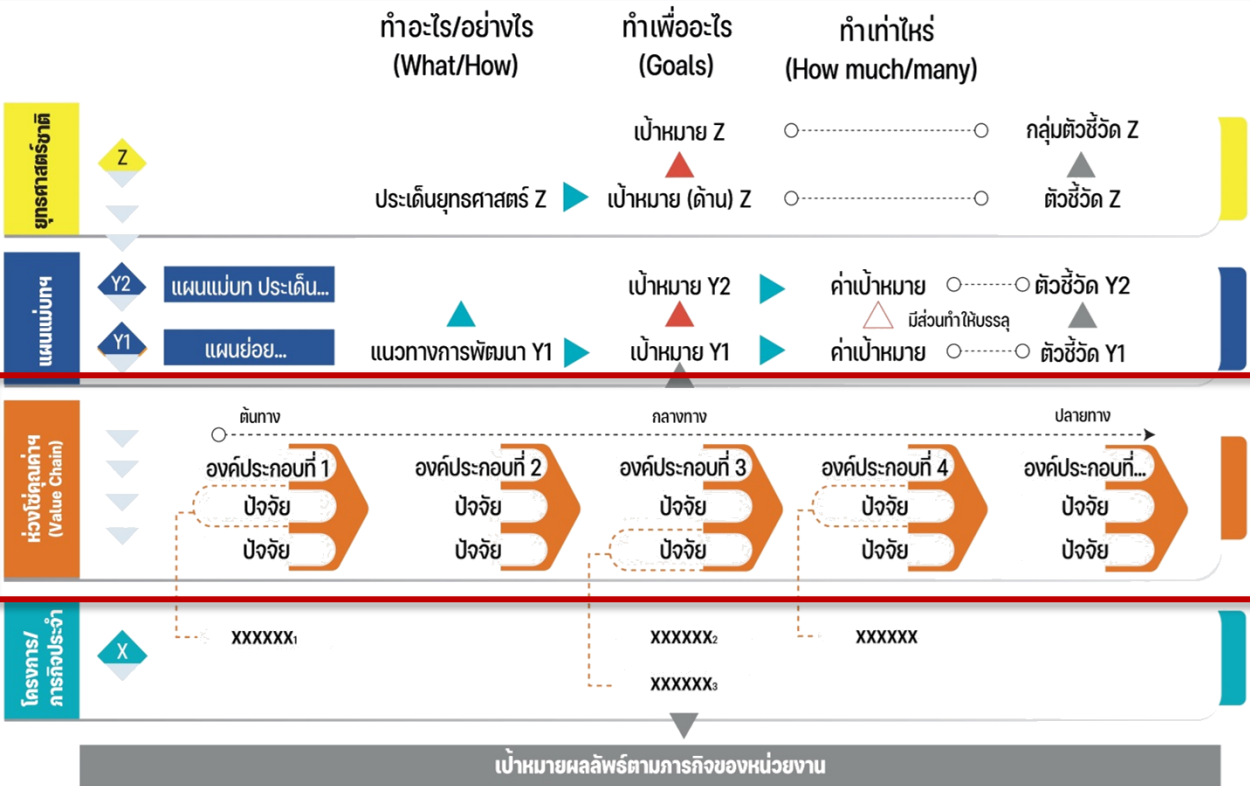 ทำอะไร/อย่างไร
(What/How)
ทำเพื่ออะไร
(Goals)
ทำเท่าไหร่
(How much/many)
ยุทธศาสตร์ชาติ
Z
เป้าหมาย Z
กลุ่มตัวชี้วัด Z
ประเด็นยุทธศาสตร์ Z
เป้าหมาย (ด้าน) Z
ตัวชี้วัด Z
แผนแม่บทฯ
Y2
แผนแม่บท ประเด็น...
เป้าหมาย Y2
ค่าเป้าหมาย
ตัวชี้วัด Y2
มีส่วนทำให้บรรลุ
Y1
แผนย่อย...
แนวทางการพัฒนา Y1
เป้าหมาย Y1
ค่าเป้าหมาย
ตัวชี้วัด Y1
ห่วงโซ่คุณค่าฯ
(Value Chain)
ต้นทาง
กลางทาง
ปลายทาง
องค์ประกอบที่ 1
องค์ประกอบที่ 2
องค์ประกอบที่ 3
องค์ประกอบที่ 4
องค์ประกอบที่...
ปัจจัย
ปัจจัย
ปัจจัย
ปัจจัย
ปัจจัย
ปัจจัย
ปัจจัย
ปัจจัย
ปัจจัย
ปัจจัย
โครงการ/
ภารกิจประจำ
X
XXXXXX1
XXXXXX2
XXXXXX
XXXXXX3
เป้าหมายผลลัพธ์ตามภารกิจของหน่วยงาน